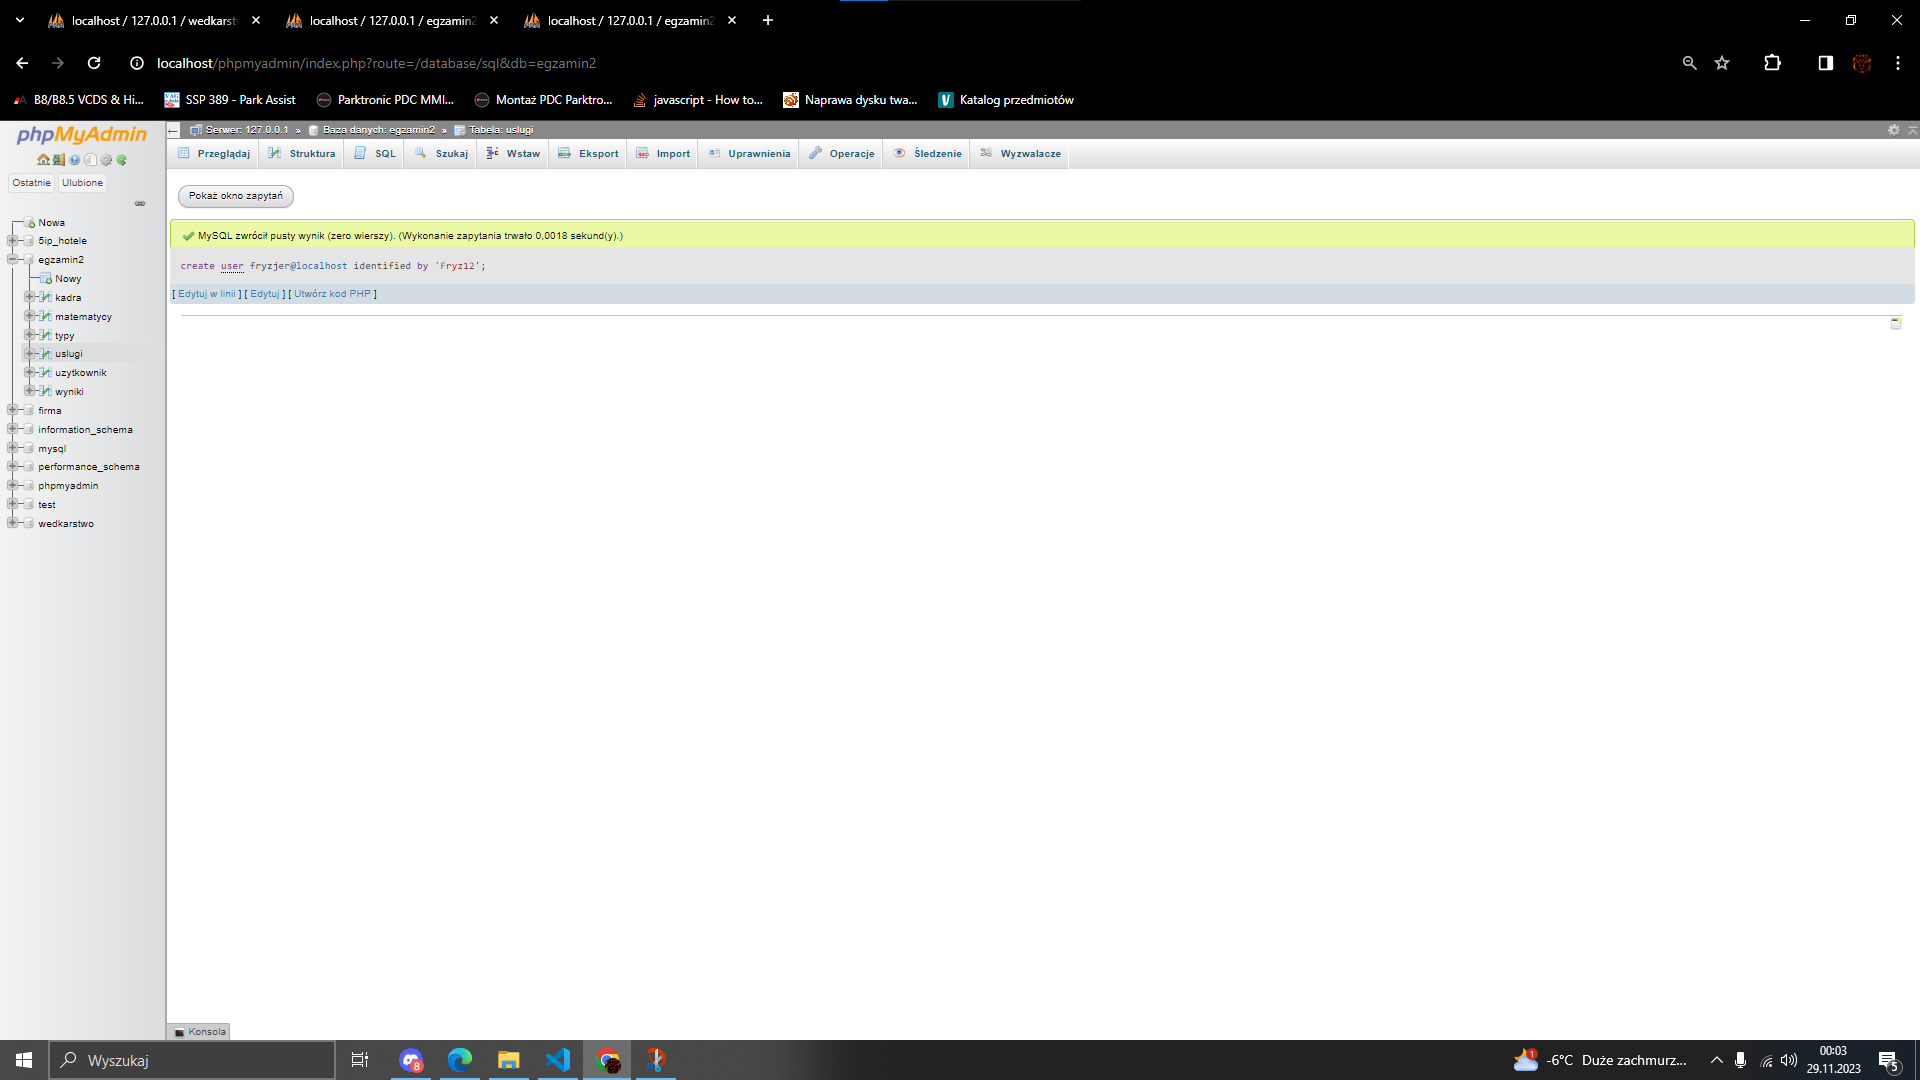 localhost / 127.0.0.1 / wedkarst
localhost / 127.0.0.1 / egzamin2
localhost / 127.0.0.1 / egzamin2
localhost/phpmyadmin/index.php?route=/database/sql&db=egzamin2
B8/B8.5 VCDS & Hi...
SSP 389 - Park Assist
Parktronic PDC MMI...
Montaż PDC Parktro...
javascript - How to...
Naprawa dysku twa...
Katalog przedmiotów
phpMyAdmin
Ostatnie
Ulubione
Nowa
5ip_hotele
egzamin2
Nowy
kadra
matematycy
typy
uslugi
uzytkownik
wyniki
firma
information_schema
mysql
performance_schema
phpmyadmin
test
wedkarstwo
Serwer: 127.0.0.1 » Baza danych: egzamin2 » Tabela: uslugi
Przeglądaj
Struktura
SQL
Szukaj
Wstaw
Eksport
Import
Uprawnienia
Operacje
Śledzenie
Wyzwalacze
Pokaż okno zapytań
MySQL zwrócił pusty wynik (zero wierszy). (Wykonanie zapytania trwało 0,0018 sekund(y).)
create user fryzjer@localhost identified by 'Fryz12';
[ Edytuj w linii ] [ Edytuj ] [ Utwórz kod PHP ]
Konsola
Wyszukaj
8
1
-6°C Duże zachmurz...
00:03
29.11.2023
5